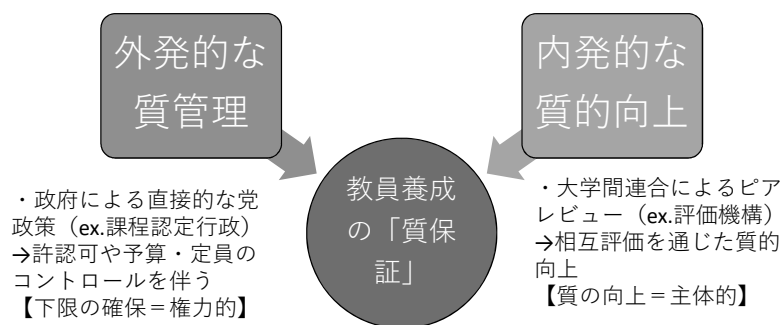 外発的な
質管理
内発的な
質的向上
教員養成
の「質保
証」
・政府による直接的な党
政策（ex.課程認定行政）
→許認可や予算・定員の
コントロールを伴う
【下限の確保＝権力的】
・大学間連合によるピア
レビュー（ex.評価機構）
→相互評価を通じた質的
向上
【質の向上＝主体的】